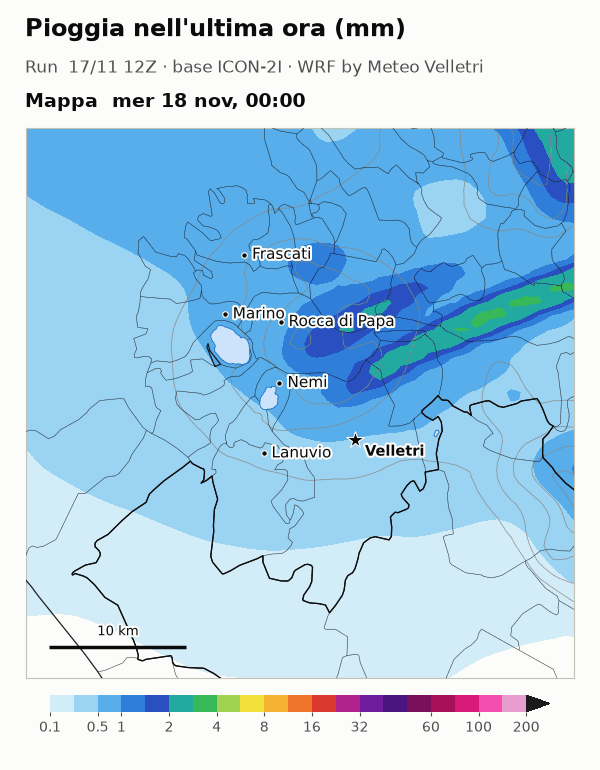 Pioggia nell'ultima ora (mm)
Run  17/11 12Z · base ICON-2I · WRF by Meteo Velletri
Mappa  mer 18 nov, 00:00
Frascati
Marino
Rocca di Papa
Nemi
Velletri
Lanuvio
10 km
0.1 0.5 1 2 4 8 16 32 60 100 200